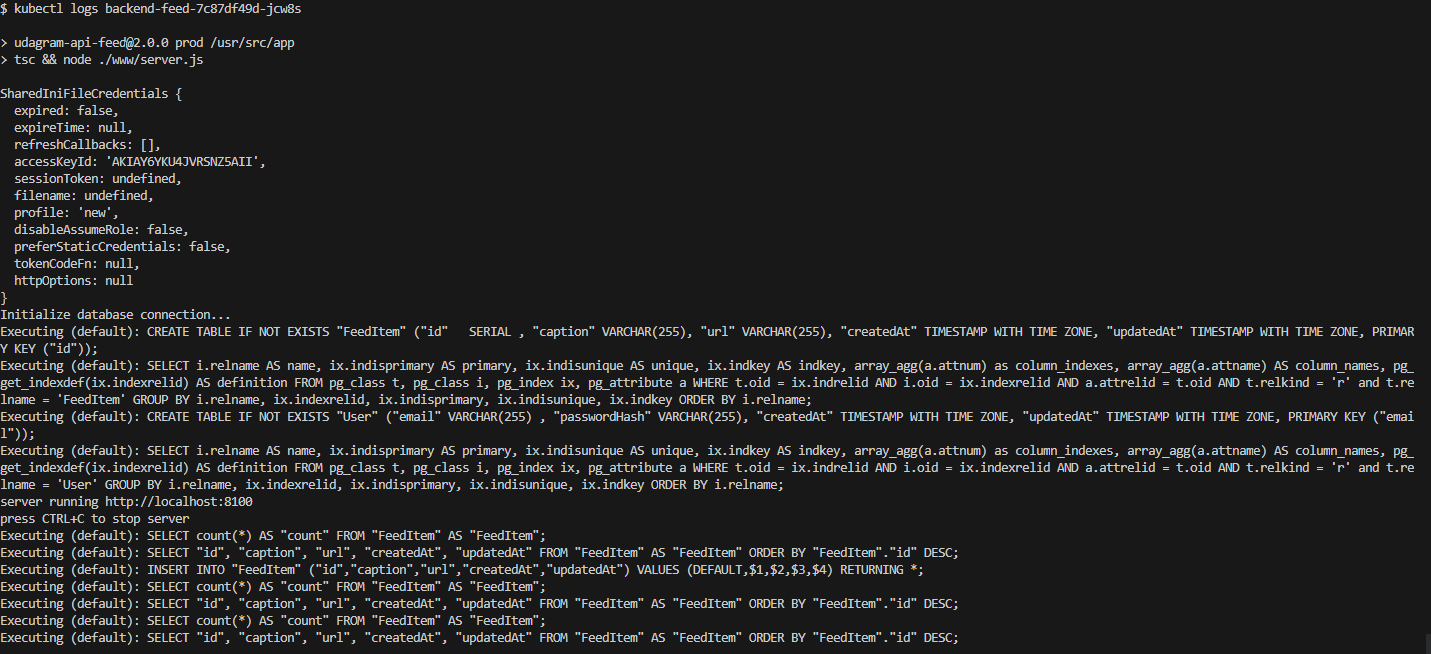 $ kubectl logs backend-feed-7c87df49d-jcw8s
> udagram-api-feed@2.0.0 prod /usr/src/app
> tsc && node ./www/server.js
SharedIniFileCredentials {
  expired: false,
  expireTime: null,
  refreshCallbacks: [],
  accessKeyId: 'AKIAY6YKU4JVRSNZ5AII',
  sessionToken: undefined,
  filename: undefined,
  profile: 'new',
  disableAssumeRole: false,
  preferStaticCredentials: false,
  tokenCodeFn: null,
  httpOptions: null
}
Initialize database connection...
Executing (default): CREATE TABLE IF NOT EXISTS "FeedItem" ("id"   SERIAL , "caption" VARCHAR(255), "url" VARCHAR(255), "createdAt" TIMESTAMP WITH TIME ZONE, "updatedAt" TIMESTAMP WITH TIME ZONE, PRIMAR
Y KEY ("id"));
Executing (default): SELECT i.relname AS name, ix.indisprimary AS primary, ix.indisunique AS unique, ix.indkey AS indkey, array_agg(a.attnum) as column_indexes, array_agg(a.attname) AS column_names, pg_
get_indexdef(ix.indexrelid) AS definition FROM pg_class t, pg_class i, pg_index ix, pg_attribute a WHERE t.oid = ix.indrelid AND i.oid = ix.indexrelid AND a.attrelid = t.oid AND t.relkind = 'r' and t.re
lname = 'FeedItem' GROUP BY i.relname, ix.indexrelid, ix.indisprimary, ix.indisunique, ix.indkey ORDER BY i.relname;
Executing (default): CREATE TABLE IF NOT EXISTS "User" ("email" VARCHAR(255) , "passwordHash" VARCHAR(255), "createdAt" TIMESTAMP WITH TIME ZONE, "updatedAt" TIMESTAMP WITH TIME ZONE, PRIMARY KEY ("emai
l"));
Executing (default): SELECT i.relname AS name, ix.indisprimary AS primary, ix.indisunique AS unique, ix.indkey AS indkey, array_agg(a.attnum) as column_indexes, array_agg(a.attname) AS column_names, pg_
get_indexdef(ix.indexrelid) AS definition FROM pg_class t, pg_class i, pg_index ix, pg_attribute a WHERE t.oid = ix.indrelid AND i.oid = ix.indexrelid AND a.attrelid = t.oid AND t.relkind = 'r' and t.re
lname = 'User' GROUP BY i.relname, ix.indexrelid, ix.indisprimary, ix.indisunique, ix.indkey ORDER BY i.relname;
server running http://localhost:8100
press CTRL+C to stop server
Executing (default): SELECT count(*) AS "count" FROM "FeedItem" AS "FeedItem";
Executing (default): SELECT "id", "caption", "url", "createdAt", "updatedAt" FROM "FeedItem" AS "FeedItem" ORDER BY "FeedItem"."id" DESC;
Executing (default): INSERT INTO "FeedItem" ("id","caption","url","createdAt","updatedAt") VALUES (DEFAULT,$1,$2,$3,$4) RETURNING *;
Executing (default): SELECT count(*) AS "count" FROM "FeedItem" AS "FeedItem";
Executing (default): SELECT "id", "caption", "url", "createdAt", "updatedAt" FROM "FeedItem" AS "FeedItem" ORDER BY "FeedItem"."id" DESC;
Executing (default): SELECT count(*) AS "count" FROM "FeedItem" AS "FeedItem";
Executing (default): SELECT "id", "caption", "url", "createdAt", "updatedAt" FROM "FeedItem" AS "FeedItem" ORDER BY "FeedItem"."id" DESC;